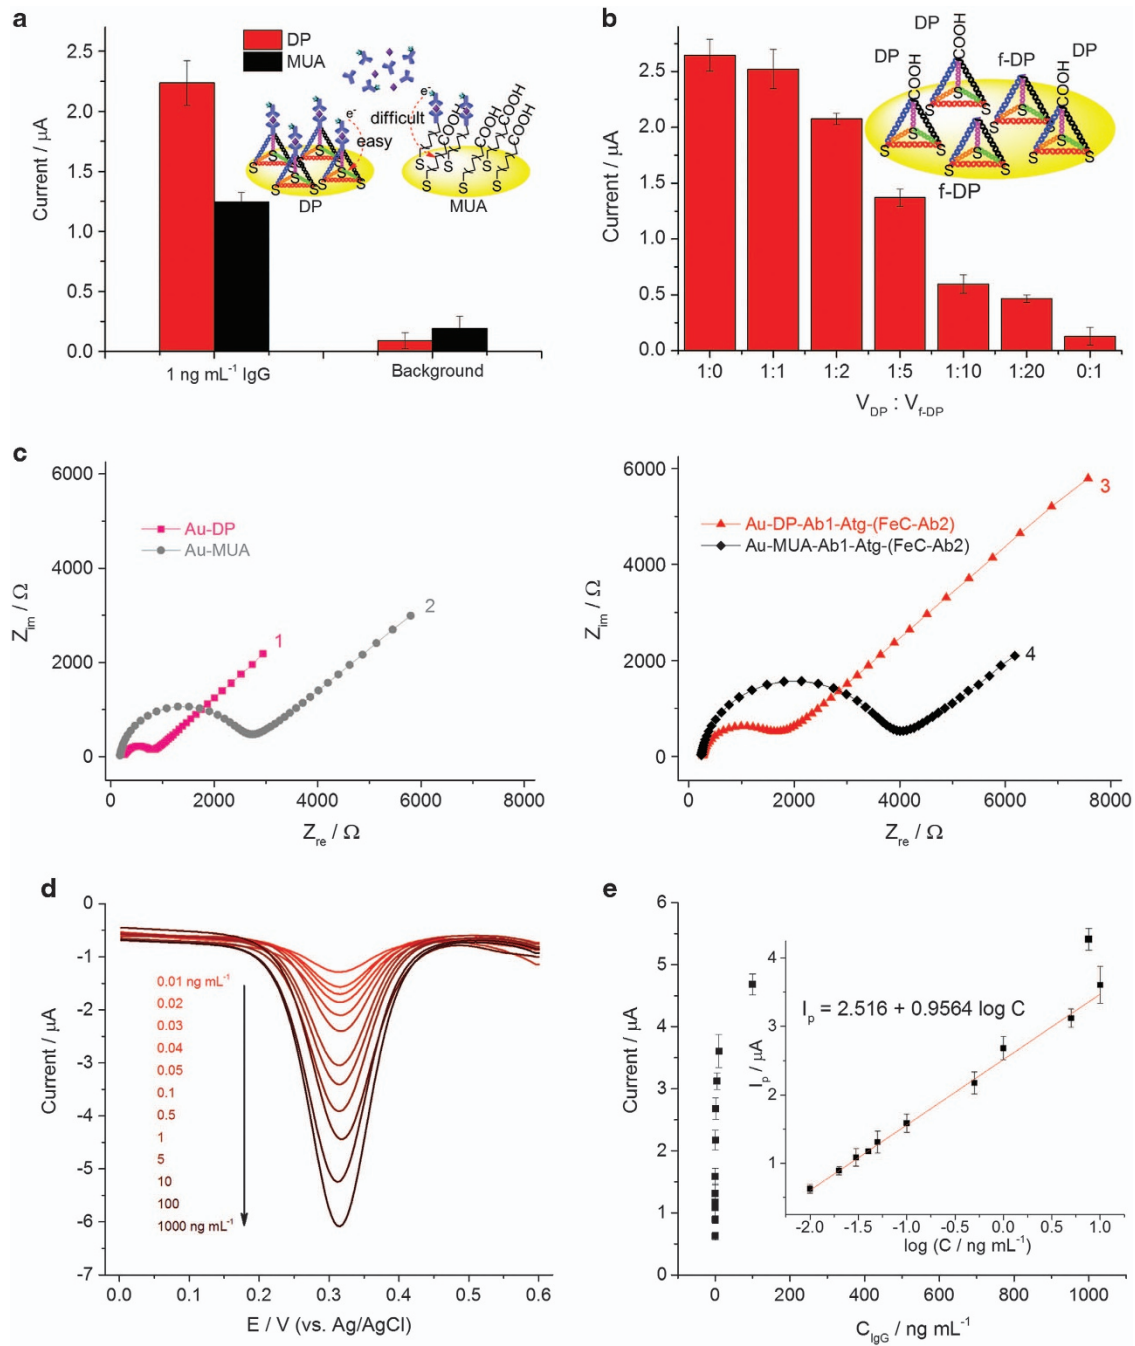 a
Current / μA
2.5
2.0
1.5
1.0
0.5
0.0
DP
MUA
e-
easy
difficult
e-
COOH
COOH
COOH
COOH
S
S
S
S
S
S
S
S
S
DP
MUA
1 ng mL⁻¹ IgG
Background
b
Current / μA
2.5
2.0
1.5
1.0
0.5
0.0
DP
DP
f-DP
DP
COOH
COOH
COOH
S
S
S
S
S
S
S
f-DP
1:0 1:1 1:2 1:5 1:10 1:20 0:1
V_DP : V_f-DP
c
Z_im / Ω
6000
4000
2000
0
Au-DP
Au-MUA
1
2
0 2000 4000 6000 8000
Z_re / Ω
Z_im / Ω
6000
4000
2000
0
Au-DP-Ab1-Atg-(FeC-Ab2)
Au-MUA-Ab1-Atg-(FeC-Ab2)
3
4
0 2000 4000 6000 8000
Z_re / Ω
d
Current / μA
0
-1
-2
-3
-4
-5
-6
-7
0.01 ng mL⁻¹
0.02
0.03
0.04
0.05
0.1
0.5
1
5
10
100
1000 ng mL⁻¹
0.0 0.1 0.2 0.3 0.4 0.5 0.6
E / V (vs. Ag/AgCl)
e
Current / μA
6
5
4
3
2
1
0
I_p = 2.516 + 0.9564 log C
I_p / μA
4
3
2
1
-2.0 -1.5 -1.0 -0.5 0.0 0.5 1.0
log (C / ng mL⁻¹)
0 200 400 600 800 1000
C_IgG / ng mL⁻¹